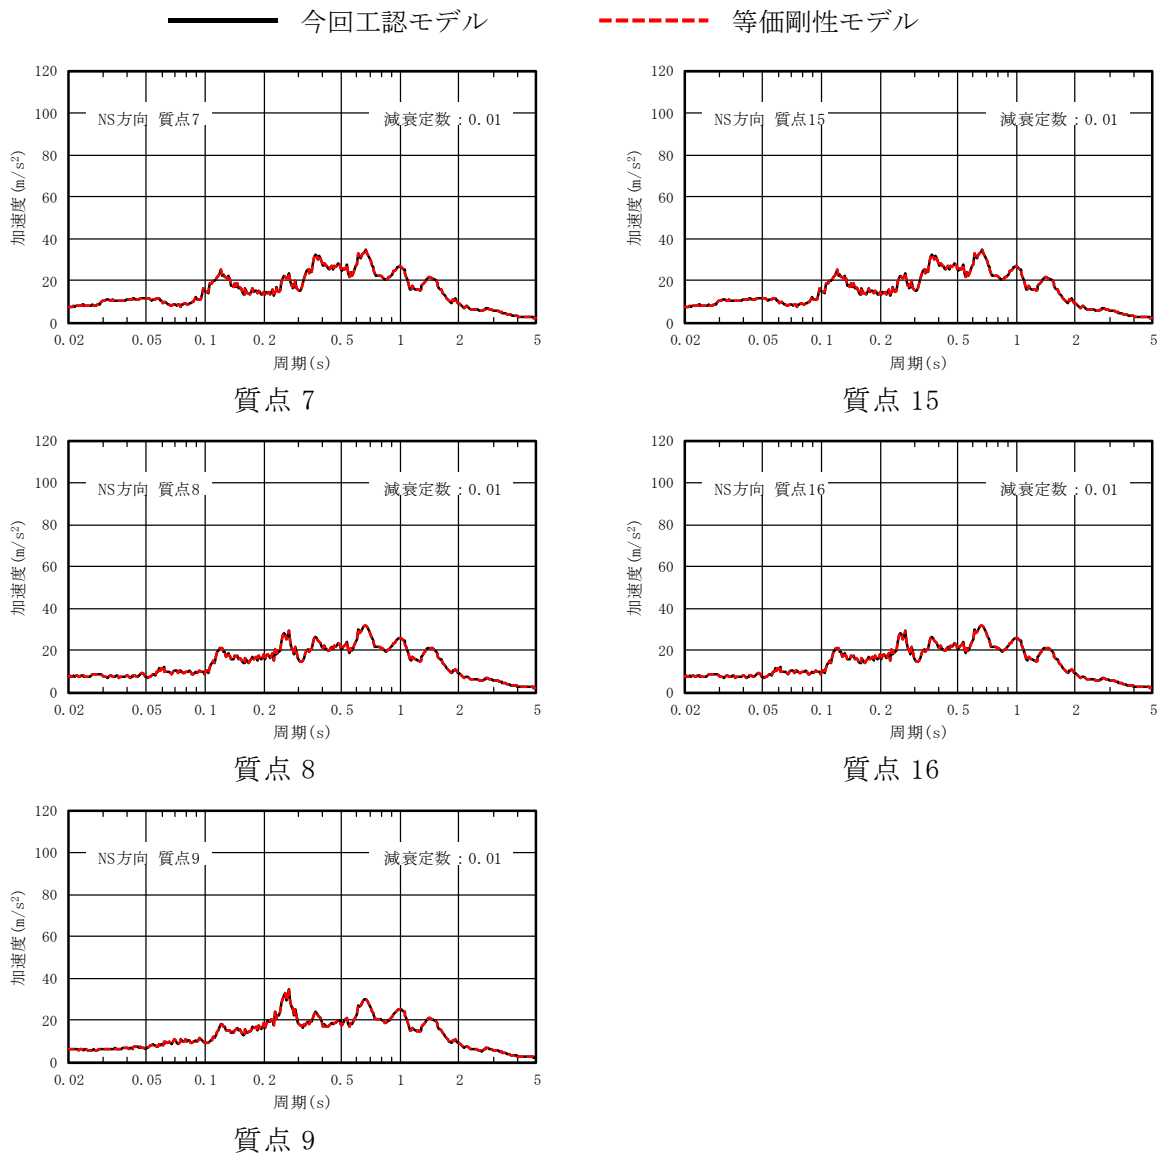 今回工認モデル 等価剛性モデル
120
100
80
60
40
20
0
加速度(m/s²)
NS方向 質点7 減衰定数:0.01
0.02 0.05 0.1 0.2 0.5 1 2 5
周期(s)
質点 7
120
100
80
60
40
20
0
加速度(m/s²)
NS方向 質点15 減衰定数:0.01
0.02 0.05 0.1 0.2 0.5 1 2 5
周期(s)
質点 15
120
100
80
60
40
20
0
加速度(m/s²)
NS方向 質点8 減衰定数:0.01
0.02 0.05 0.1 0.2 0.5 1 2 5
周期(s)
質点 8
120
100
80
60
40
20
0
加速度(m/s²)
NS方向 質点16 減衰定数:0.01
0.02 0.05 0.1 0.2 0.5 1 2 5
周期(s)
質点 16
120
100
80
60
40
20
0
加速度(m/s²)
NS方向 質点9 減衰定数:0.01
0.02 0.05 0.1 0.2 0.5 1 2 5
周期(s)
質点 9